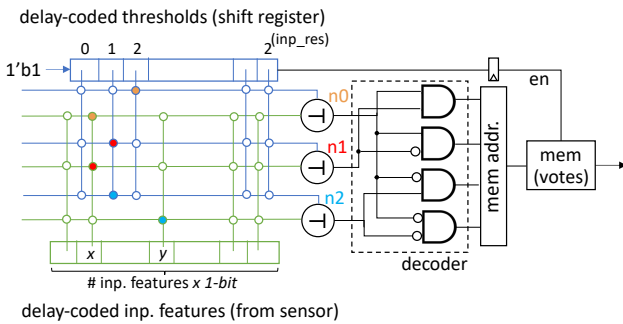 delay-coded thresholds (shift register)
0 1 2 2 (inp_res)
1'b1
en
n0
n1
n2
mem addr.
mem
(votes)
decoder
x y
# inp. features x 1-bit
delay-coded inp. features (from sensor)